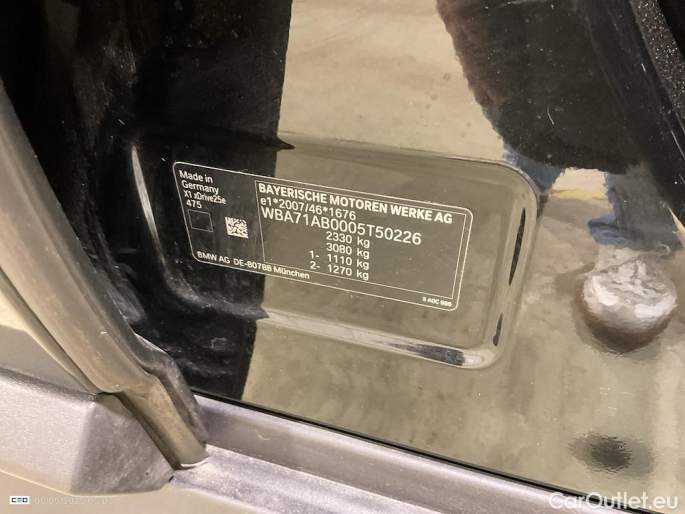 Made in
Germany
X1 xDrive25e
475
BAYERISCHE MOTOREN WERKE AG
e1*2007/46*1676
WBA71AB0005T50226
2330 kg
3080 kg
1- 1110 kg
2- 1270 kg
BMW AG DE-80788 München
CarOutlet.eu